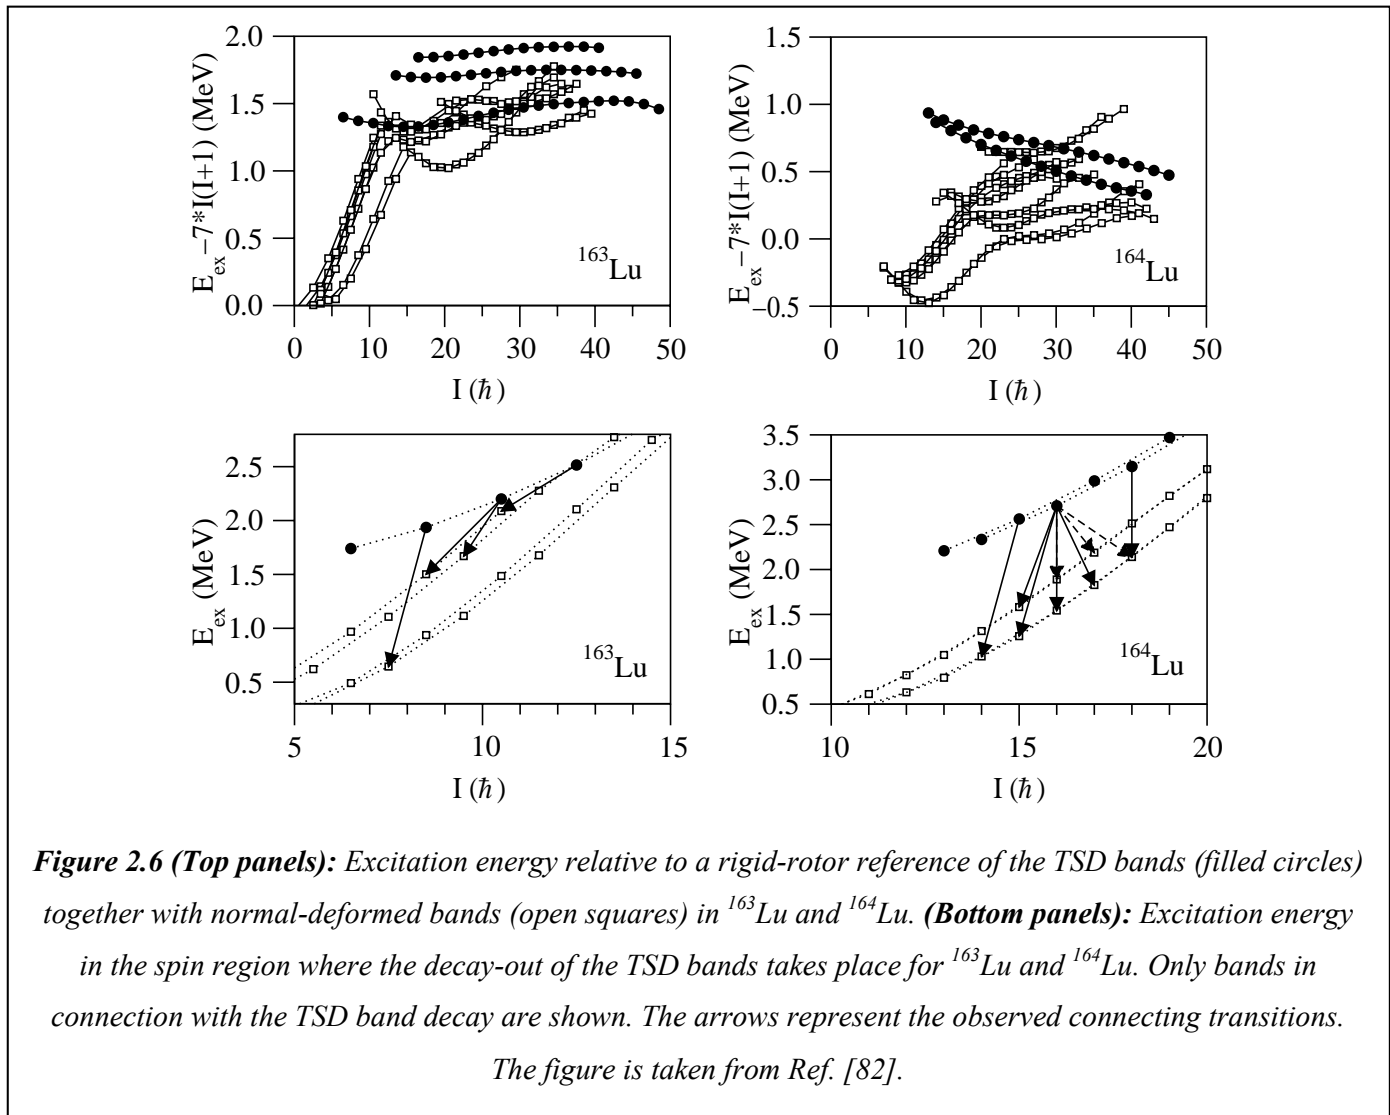 2.0
1.5
1.0
0.5
0.0
E_ex−7*I(I+1) (MeV)
0 10 20 30 40 50
I (ħ)
¹⁶³Lu
1.5
1.0
0.5
0.0
−0.5
E_ex−7*I(I+1) (MeV)
0 10 20 30 40 50
I (ħ)
¹⁶⁴Lu
2.5
2.0
1.5
1.0
0.5
E_ex (MeV)
5 10 15
I (ħ)
¹⁶³Lu
3.5
3.0
2.5
2.0
1.5
1.0
0.5
E_ex (MeV)
10 15 20
I (ħ)
¹⁶⁴Lu
Figure 2.6 (Top panels): Excitation energy relative to a rigid-rotor reference of the TSD bands (filled circles)
together with normal-deformed bands (open squares) in ¹⁶³Lu and ¹⁶⁴Lu. (Bottom panels): Excitation energy
in the spin region where the decay-out of the TSD bands takes place for ¹⁶³Lu and ¹⁶⁴Lu. Only bands in
connection with the TSD band decay are shown. The arrows represent the observed connecting transitions.
The figure is taken from Ref. [82].